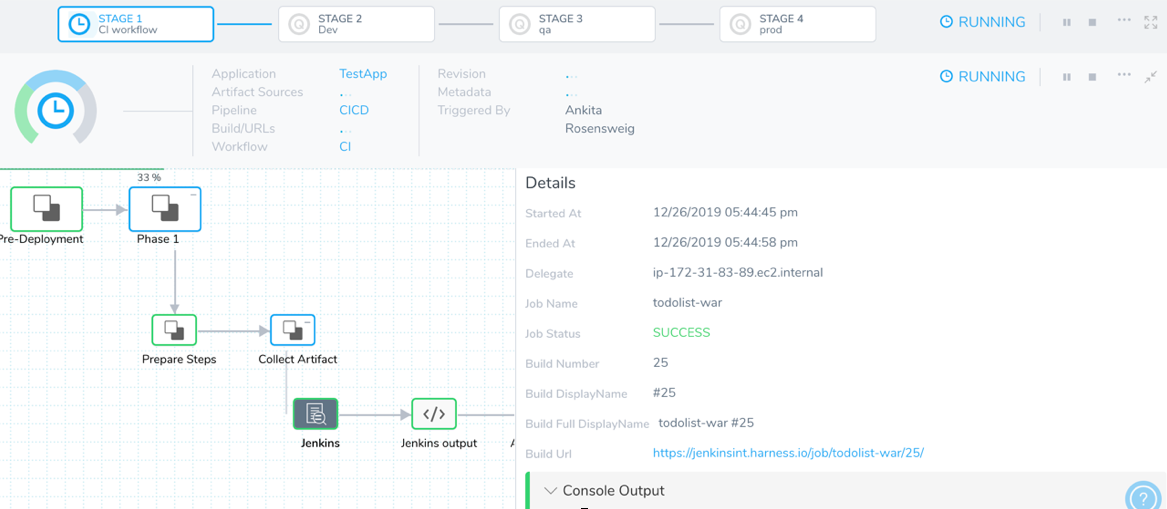 STAGE 1
CI workflow
STAGE 2
Dev
STAGE 3
qa
STAGE 4
prod
RUNNING
Application TestApp
Artifact Sources
Pipeline CICD
Build/URLs
Workflow CI
Revision
Metadata
Triggered By Ankita
Rosensweig
RUNNING
33 %
Pre-Deployment
Phase 1
Prepare Steps
Collect Artifact
Jenkins
Jenkins output
Details
Started At 12/26/2019 05:44:45 pm
Ended At 12/26/2019 05:44:58 pm
Delegate ip-172-31-83-89.ec2.internal
Job Name todolist-war
Job Status SUCCESS
Build Number 25
Build DisplayName #25
Build Full DisplayName todolist-war #25
Build Url https://jenkinsint.harness.io/job/todolist-war/25/
Console Output